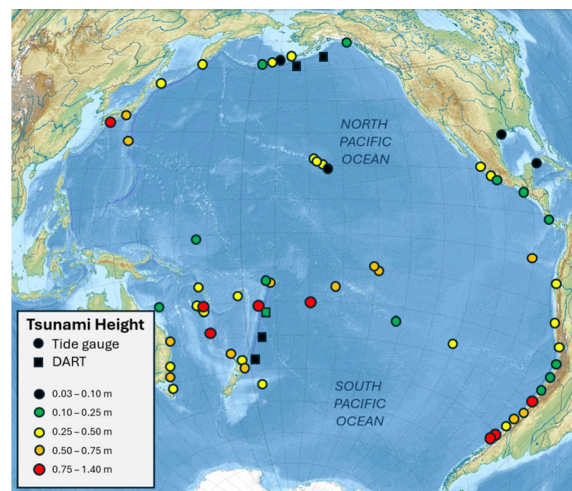 NORTH
PACIFIC
OCEAN
Tsunami Height
Tide gauge
DART
0.03 – 0.10 m
0.10 – 0.25 m
0.25 – 0.50 m
0.50 – 0.75 m
0.75 – 1.40 m
SOUTH
PACIFIC
OCEAN